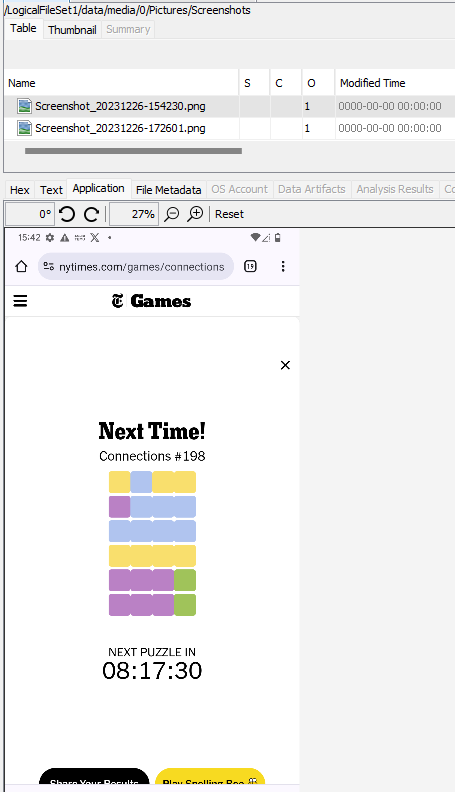 /LogicalFileSet1/data/media/0/Pictures/Screenshots
Table Thumbnail Summary
Name S C O Modified Time
Screenshot_20231226-154230.png 1 0000-00-00 00:00:00
Screenshot_20231226-172601.png 1 0000-00-00 00:00:00
Hex Text Application File Metadata OS Account Data Artifacts Analysis Results Co
0° 27% Reset
15:42
nytimes.com/games/connections 19
Games
Next Time!
Connections #198
NEXT PUZZLE IN
08:17:30
Share Your Results Play Spelling Bee